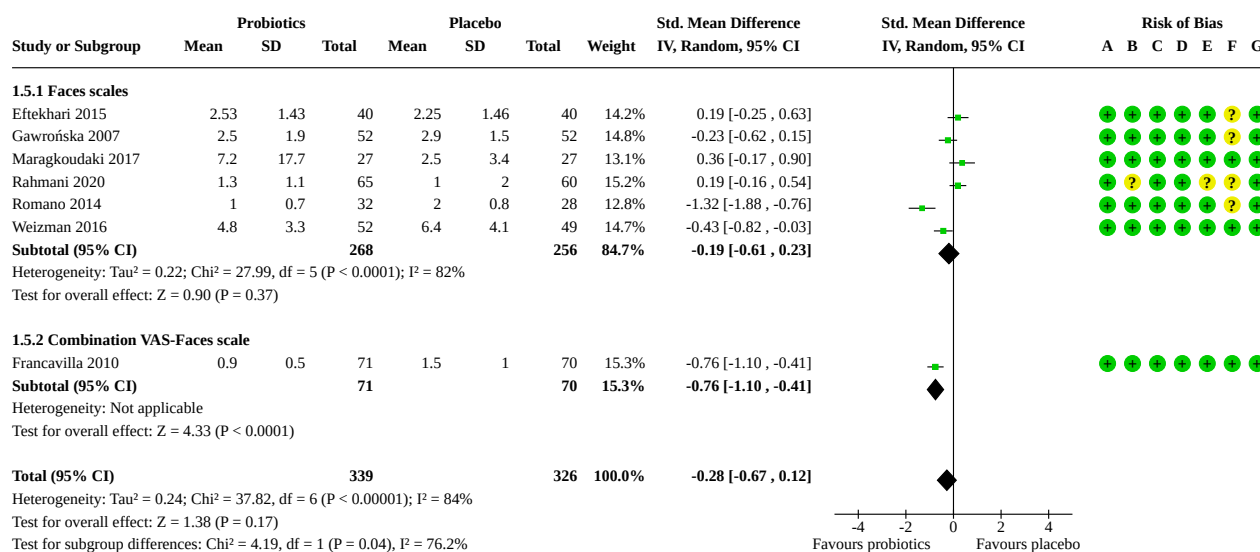 Probiotics Placebo Std. Mean Difference Std. Mean Difference Risk of Bias
Study or Subgroup Mean SD Total Mean SD Total Weight IV, Random, 95% CI IV, Random, 95% CI A B C D E F G
1.5.1 Faces scales
Eftekhari 2015 2.53 1.43 40 2.25 1.46 40 14.2% 0.19 [-0.25 , 0.63] + + + + + ? +
Gawrońska 2007 2.5 1.9 52 2.9 1.5 52 14.8% -0.23 [-0.62 , 0.15] + + + + + ? +
Maragkoudaki 2017 7.2 17.7 27 2.5 3.4 27 13.1% 0.36 [-0.17 , 0.90] + + + + + + +
Rahmani 2020 1.3 1.1 65 1 2 60 15.2% 0.19 [-0.16 , 0.54] + ? + + ? ? +
Romano 2014 1 0.7 32 2 0.8 28 12.8% -1.32 [-1.88 , -0.76] + + + + + ? +
Weizman 2016 4.8 3.3 52 6.4 4.1 49 14.7% -0.43 [-0.82 , -0.03] + + + + + + +
Subtotal (95% CI) 268 256 84.7% -0.19 [-0.61 , 0.23]
Heterogeneity: Tau² = 0.22; Chi² = 27.99, df = 5 (P < 0.0001); I² = 82%
Test for overall effect: Z = 0.90 (P = 0.37)
1.5.2 Combination VAS-Faces scale
Francavilla 2010 0.9 0.5 71 1.5 1 70 15.3% -0.76 [-1.10 , -0.41] + + + + + + +
Subtotal (95% CI) 71 70 15.3% -0.76 [-1.10 , -0.41]
Heterogeneity: Not applicable
Test for overall effect: Z = 4.33 (P < 0.0001)
Total (95% CI) 339 326 100.0% -0.28 [-0.67 , 0.12]
Heterogeneity: Tau² = 0.24; Chi² = 37.82, df = 6 (P < 0.00001); I² = 84%
Test for overall effect: Z = 1.38 (P = 0.17)
-4 -2 0 2 4
Test for subgroup differences: Chi² = 4.19, df = 1 (P = 0.04), I² = 76.2% Favours probiotics Favours placebo